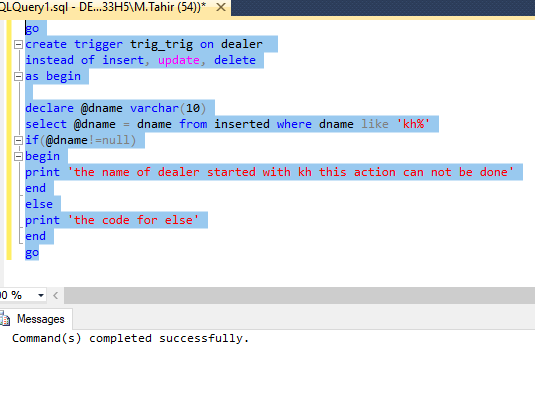 QLQuery1.sql - DE...33H5\M.Tahir (54))* ×
go
create trigger trig_trig on dealer
instead of insert, update, delete
as begin
declare @dname varchar(10)
select @dname = dname from inserted where dname like 'kh%'
if(@dname!=null)
begin
print 'the name of dealer started with kh this action can not be done'
end
else
print 'the code for else'
end
go
00 %
Messages
Command(s) completed successfully.